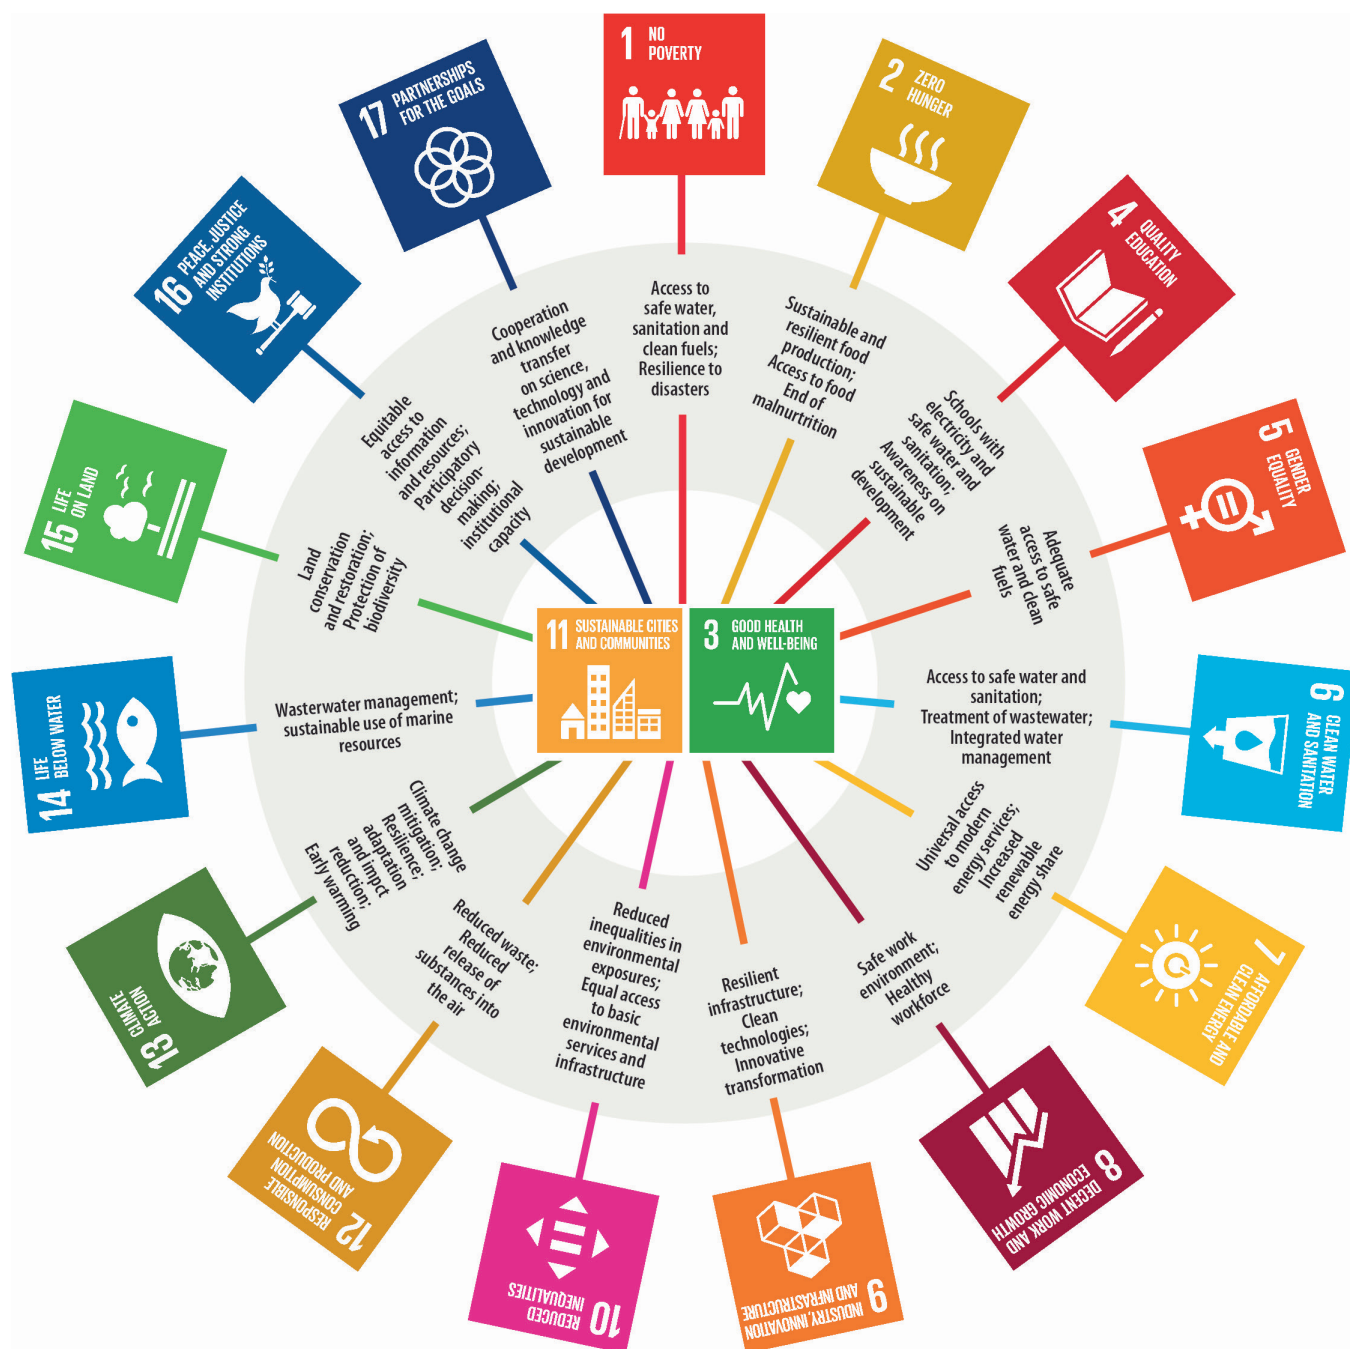 1 NO
POVERTY
Access to
safe water,
sanitation and
clean fuels;
Resilience to
disasters
2 ZERO
HUNGER
Sustainable and
resilient food
production;
Access to food
End of
malnurtrition
4 QUALITY
EDUCATION
Schools with
electricity and
safe water and
sanitation;
Awareness on
sustainable
development
5 GENDER
EQUALITY
Adequate
access to safe
water and clean
fuels
6 CLEAN WATER
AND SANITATION
Access to safe water and
sanitation;
Treatment of wastewater;
Integrated water
management
7 AFFORDABLE AND
CLEAN ENERGY
Universal access
to modern
energy services;
Increased
renewable
energy share
8 DECENT WORK AND
ECONOMIC GROWTH
Safe work
environment;
Healthy
workforce
9 INDUSTRY, INNOVATION
AND INFRASTRUCTURE
Resilient
infrastructure;
Clean
technologies;
Innovative
transformation
10 REDUCED
INEQUALITIES
Reduced
inequalities in
environmental
exposures;
Equal access
to basic
environmental
services and
infrastructure
12 RESPONSIBLE
CONSUMPTION
AND PRODUCTION
Reduced waste;
Reduced
release of
substances into
the air
13 CLIMATE
ACTION
Climate change
mitigation;
Resilience;
adaptation
and impct
reduction;
Early warming
14 LIFE
BELOW WATER
Wasterwater management;
sustainable use of marine
resources
15 LIFE
ON LAND
Land
conservation
and restoration;
Protection of
biodiversity
16 PEACE, JUSTICE
AND STRONG
INSTITUTIONS
Equitable
access to
information
and resources;
Participatory
decision-
making;
institutional
capacity
17 PARTNERSHIPS
FOR THE GOALS
Cooperation
and knowledge
transfer
on science,
technology and
innovation for
sustainable
development
11 SUSTAINABLE CITIES
AND COMMUNITIES
3 GOOD HEALTH
AND WELL-BEING